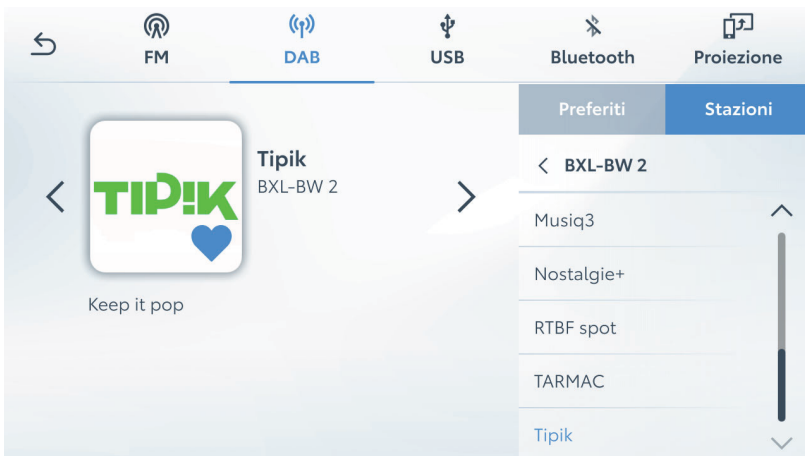 FM
DAB
USB
Bluetooth
Proiezione
Preferiti
Stazioni
TIP!K
Tipik
BXL-BW 2
Keep it pop
BXL-BW 2
Musiq3
Nostalgie+
RTBF spot
TARMAC
Tipik